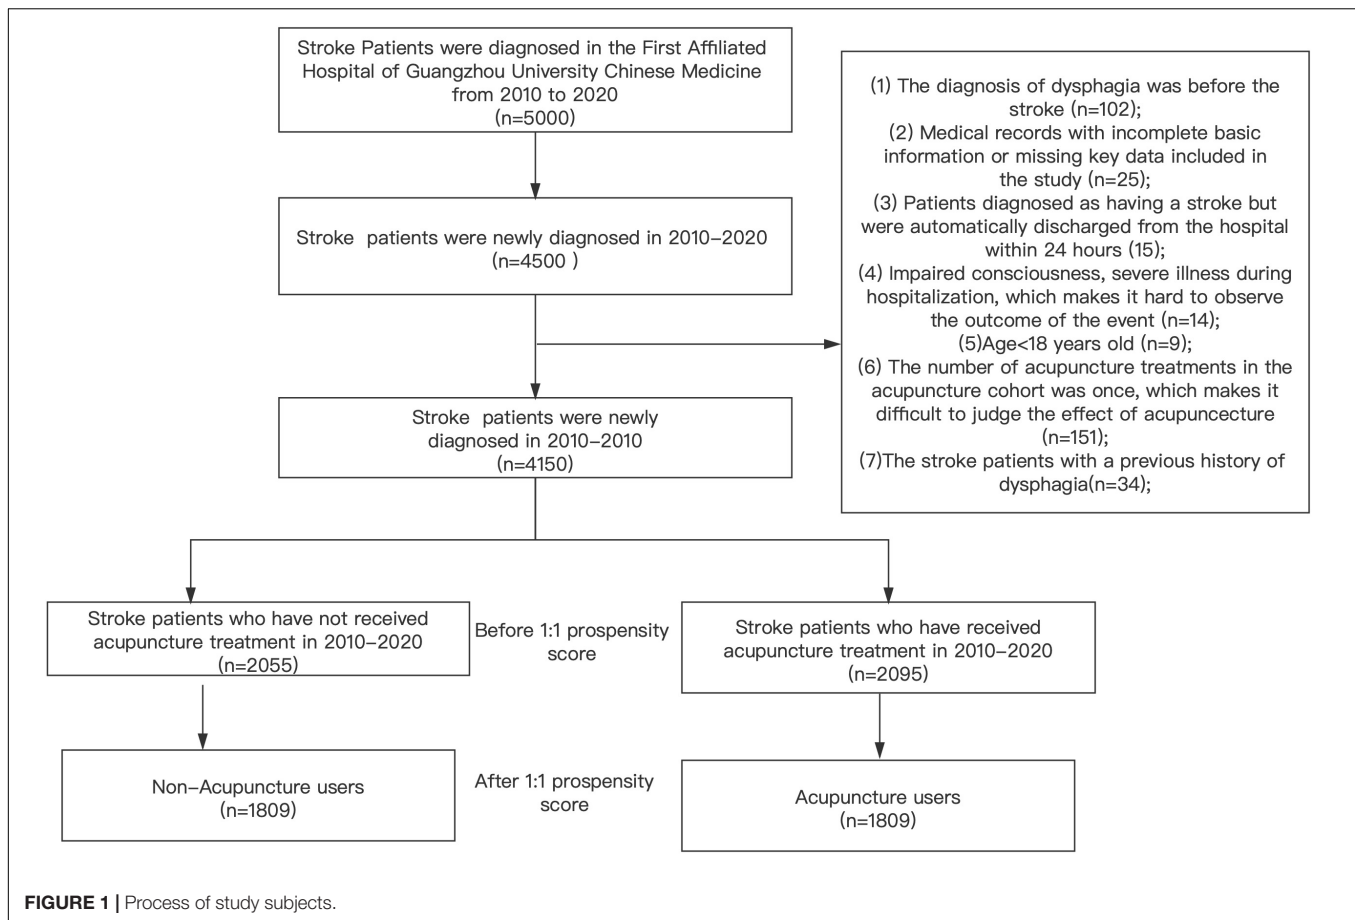 Stroke Patients were diagnosed in the First Affiliated
Hospital of Guangzhou University Chinese Medicine
from 2010 to 2020
(n=5000)
(1) The diagnosis of dysphagia was before the
stroke (n=102);
(2) Medical records with incomplete basic
information or missing key data included in
the study (n=25);
(3) Patients diagnosed as having a stroke but
were automatically discharged from the hospital
within 24 hours (15);
(4) Impaired consciousness, severe illness during
hospitalization, which makes it hard to observe
the outcome of the event (n=14);
(5)Age<18 years old (n=9);
(6) The number of acupuncture treatments in the
acupuncture cohort was once, which makes it
difficult to judge the effect of acupuncecture
(n=151);
(7)The stroke patients with a previous history of
dysphagia(n=34);
Stroke  patients were newly diagnosed in 2010–2020
(n=4500 )
Stroke  patients were newly
diagnosed in 2010–2010
(n=4150)
Stroke patients who have not received
acupuncture treatment in 2010–2020
(n=2055)
Before 1:1 prospensity
score
Stroke patients who have received
acupuncture treatment in 2010–2020
(n=2095)
Non–Acupuncture users
(n=1809)
After 1:1 prospensity
score
Acupuncture users
(n=1809)
FIGURE 1 | Process of study subjects.